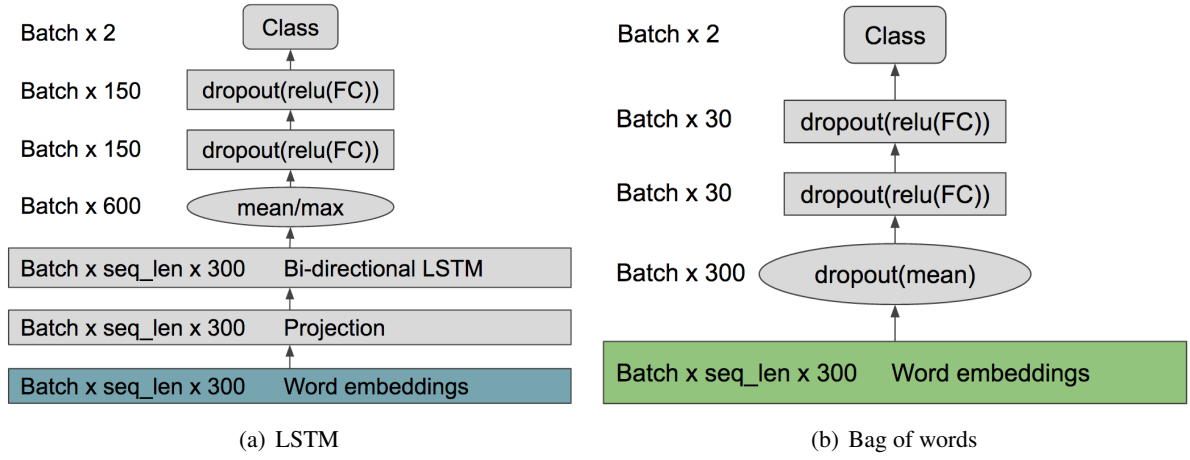 Batch x 2 Class
Batch x 150 dropout(relu(FC))
Batch x 150 dropout(relu(FC))
Batch x 600 mean/max
Batch x seq_len x 300 Bi-directional LSTM
Batch x seq_len x 300 Projection
Batch x seq_len x 300 Word embeddings
(a) LSTM
Batch x 2 Class
Batch x 30 dropout(relu(FC))
Batch x 30 dropout(relu(FC))
Batch x 300 dropout(mean)
Batch x seq_len x 300 Word embeddings
(b) Bag of words